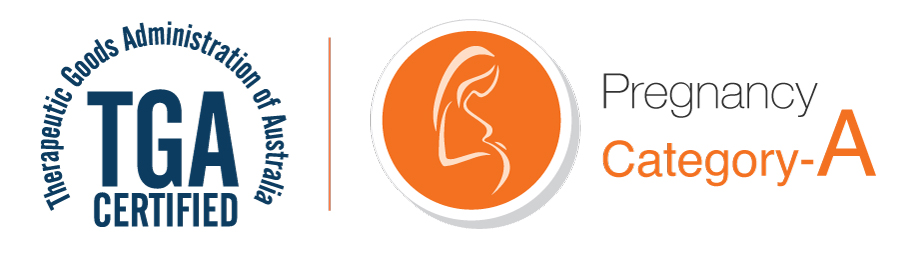 Therapeutic Goods Administration of Australia
TGA
CERTIFIED
Pregnancy
Category-A